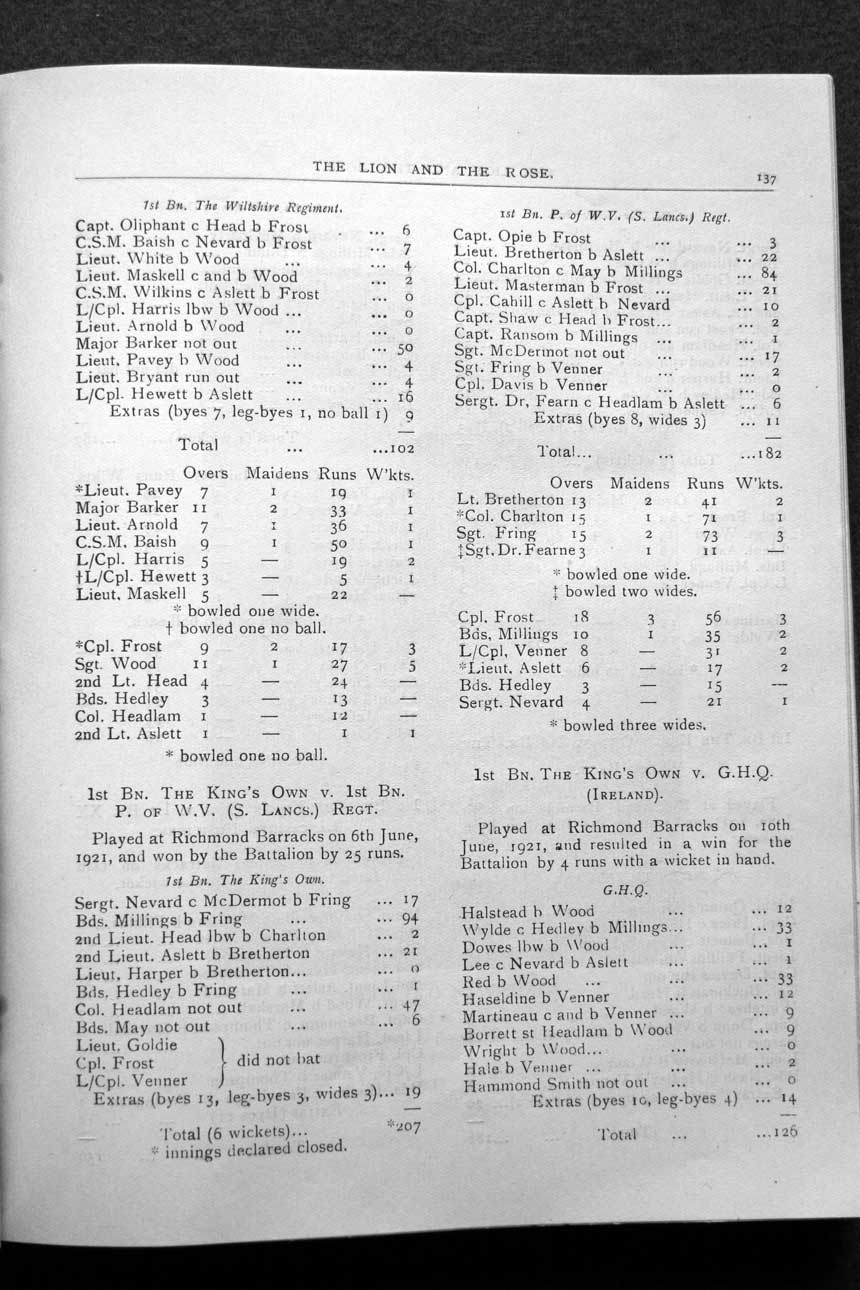 THE LION AND THE ROSE.
137
1st Bn. The Wiltshire Regiment.
Capt. Oliphant c Head b Frost ... 6
C.S.M. Baish c Nevard b Frost ... 7
Lieut. White b Wood ... ... 4
Lieut. Maskell c and b Wood ... 2
C.S.M. Wilkins c Aslett b Frost ... 0
L/Cpl. Harris lbw b Wood ... ... 0
Lieut. Arnold b Wood ... ... 0
Major Barker not out ... ... 50
Lieut. Pavey b Wood ... ... 4
Lieut. Bryant run out ... ... 4
L/Cpl. Hewett b Aslett ... ... 16
Extras (byes 7, leg-byes 1, no ball 1) 9
Total ... ...102
Overs Maidens Runs W'kts.
*Lieut. Pavey 7 1 19 1
Major Barker 11 2 33 1
Lieut. Arnold 7 1 36 1
C.S.M. Baish 9 1 50 1
L/Cpl. Harris 5 — 19 2
†L/Cpl. Hewett 3 — 5 1
Lieut. Maskell 5 — 22 —
* bowled one wide.
† bowled one no ball.
*Cpl. Frost 9 2 17 3
Sgt. Wood 11 1 27 5
2nd Lt. Head 4 — 24 —
Bds. Hedley 3 — 13 —
Col. Headlam 1 — 12 —
2nd Lt. Aslett 1 — 1 1
* bowled one no ball.
1st Bn. The King's Own v. 1st Bn.
P. of W.V. (S. Lancs.) Regt.
Played at Richmond Barracks on 6th June,
1921, and won by the Battalion by 25 runs.
1st Bn. The King's Own.
Sergt. Nevard c McDermot b Fring ... 17
Bds. Millings b Fring ... ... 94
2nd Lieut. Head lbw b Charlton ... 2
2nd Lieut. Aslett b Bretherton ... 21
Lieut. Harper b Bretherton... ... 0
Bds. Hedley b Fring ... ... 1
Col. Headlam not out ... ... 47
Bds. May not out ... ... 6
Lieut. Goldie
Cpl. Frost } did not bat
L/Cpl. Venner
Extras (byes 13, leg-byes 3, wides 3)... 19
Total (6 wickets)... *207
* innings declared closed.
1st Bn. P. of W.V. (S. Lancs.) Regt.
Capt. Opie b Frost ... ... 3
Lieut. Bretherton b Aslett ... ... 22
Col. Charlton c May b Millings ... 84
Lieut. Masterman b Frost ... ... 21
Cpl. Cahill c Aslett b Nevard ... 10
Capt. Shaw c Head b Frost... ... 2
Capt. Ransom b Millings ... ... 1
Sgt. McDermot not out ... ... 17
Sgt. Fring b Venner ... ... 2
Cpl. Davis b Venner ... ... 0
Sergt. Dr, Fearn c Headlam b Aslett ... 6
Extras (byes 8, wides 3) ... 11
Total... ... ...182
Overs Maidens Runs W'kts.
Lt. Bretherton 13 2 41 2
*Col. Charlton 15 1 71 1
Sgt. Fring 15 2 73 3
‡Sgt. Dr. Fearne 3 1 11 —
* bowled one wide.
‡ bowled two wides.
Cpl. Frost 18 3 56 3
Bds, Millings 10 1 35 2
L/Cpl, Venner 8 — 31 2
*Lieut. Aslett 6 — 17 2
Bds. Hedley 3 — 15 —
Sergt. Nevard 4 — 21 1
* bowled three wides.
1st Bn. The King's Own v. G.H.Q.
(Ireland).
Played at Richmond Barracks on 10th
June, 1921, and resulted in a win for the
Battalion by 4 runs with a wicket in hand.
G.H.Q.
Halstead b Wood ... ... 12
Wylde c Hedley b Millings... ... 33
Dowes lbw b Wood ... ... 1
Lee c Nevard b Aslett ... ... 1
Red b Wood ... ... ... 33
Haseldine b Venner ... ... 12
Martineau c and b Venner ... ... 9
Borrett st Headlam b Wood ... 9
Wright b Wood... ... ... 0
Hale b Venner ... ... ... 2
Hammond Smith not out ... ... 0
Extras (byes 10, leg-byes 4) ... 14
Total ... ...126